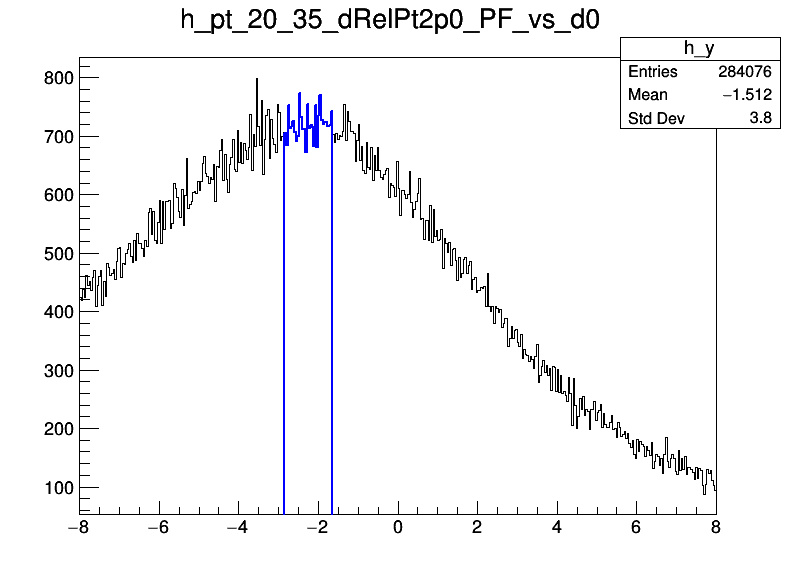 h_pt_20_35_dRelPt2p0_PF_vs_d0
h_y
Entries 284076
Mean −1.512
Std Dev 3.8
800
700
600
500
400
300
200
100
−8 −6 −4 −2 0 2 4 6 8